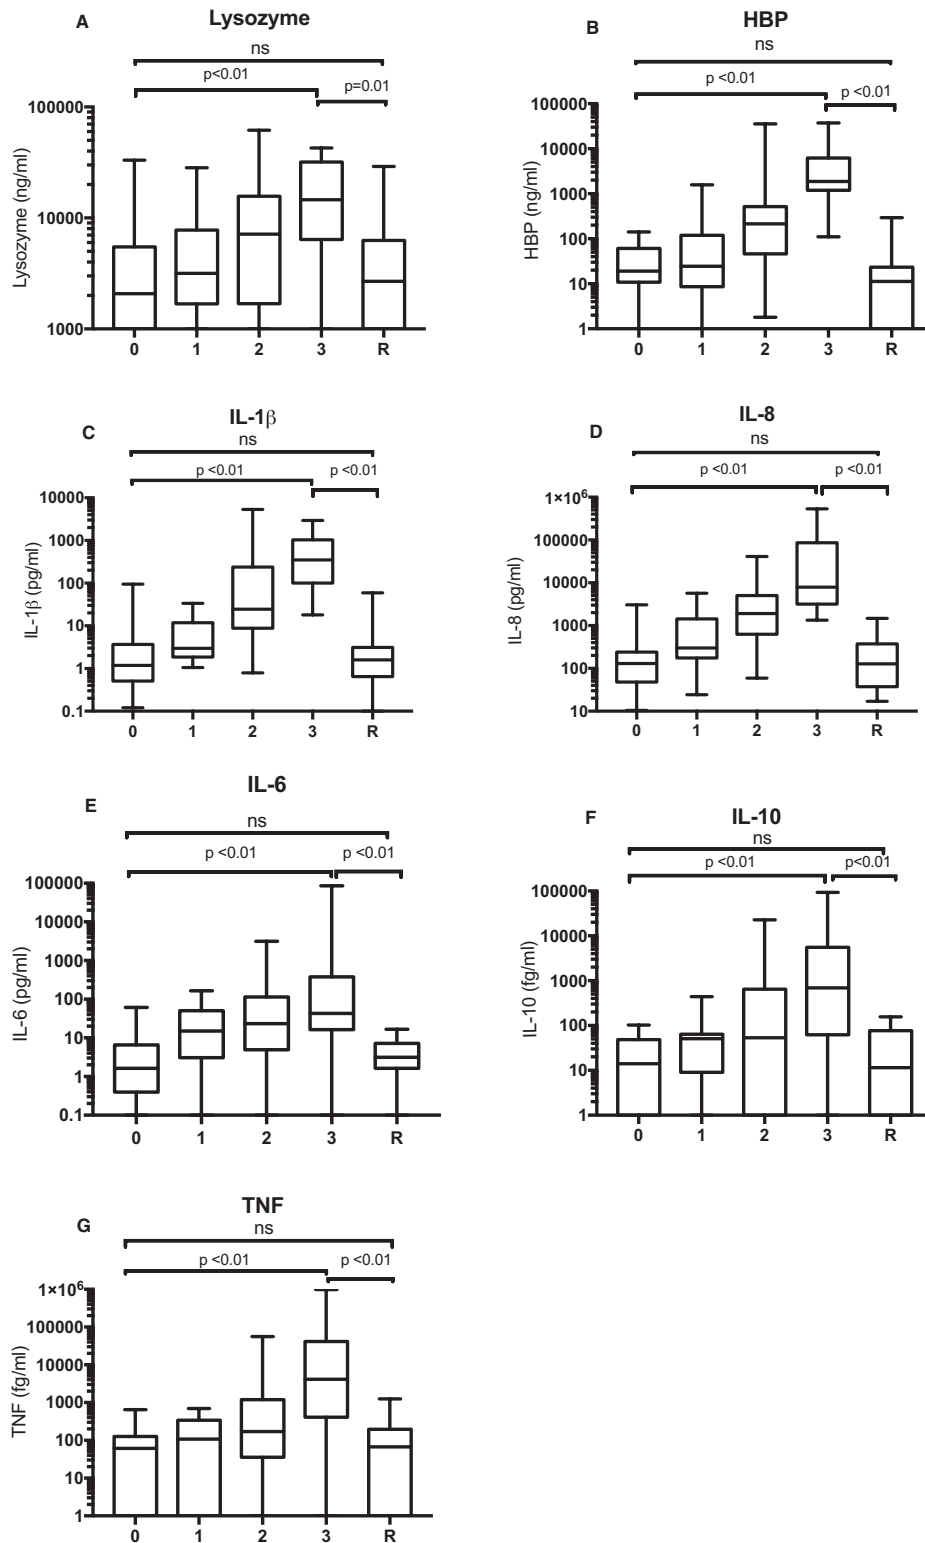 A
Lysozyme
ns
p<0.01
p=0.01
100000
10000
1000
Lysozyme (ng/ml)
0 1 2 3 R
B
HBP
ns
p <0.01
p <0.01
100000
10000
1000
100
10
1
HBP (ng/ml)
0 1 2 3 R
C
IL-1β
ns
p <0.01
p <0.01
10000
1000
100
10
1
0.1
IL-1β (pg/ml)
0 1 2 3 R
D
IL-8
ns
p <0.01
p <0.01
1×10⁶
100000
10000
1000
100
10
IL-8 (pg/ml)
0 1 2 3 R
E
IL-6
ns
p <0.01
p <0.01
100000
10000
1000
100
10
1
0.1
IL-6 (pg/ml)
0 1 2 3 R
F
IL-10
ns
p <0.01
p<0.01
100000
10000
1000
100
10
1
IL-10 (fg/ml)
0 1 2 3 R
G
TNF
ns
p <0.01
p <0.01
1×10⁶
100000
10000
1000
100
10
1
TNF (fg/ml)
0 1 2 3 R